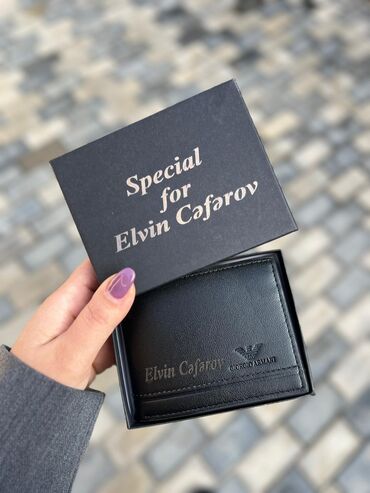 Special
for
Elvin Cəfərov
Elvin Cəfərov
GIORGIO ARMANI